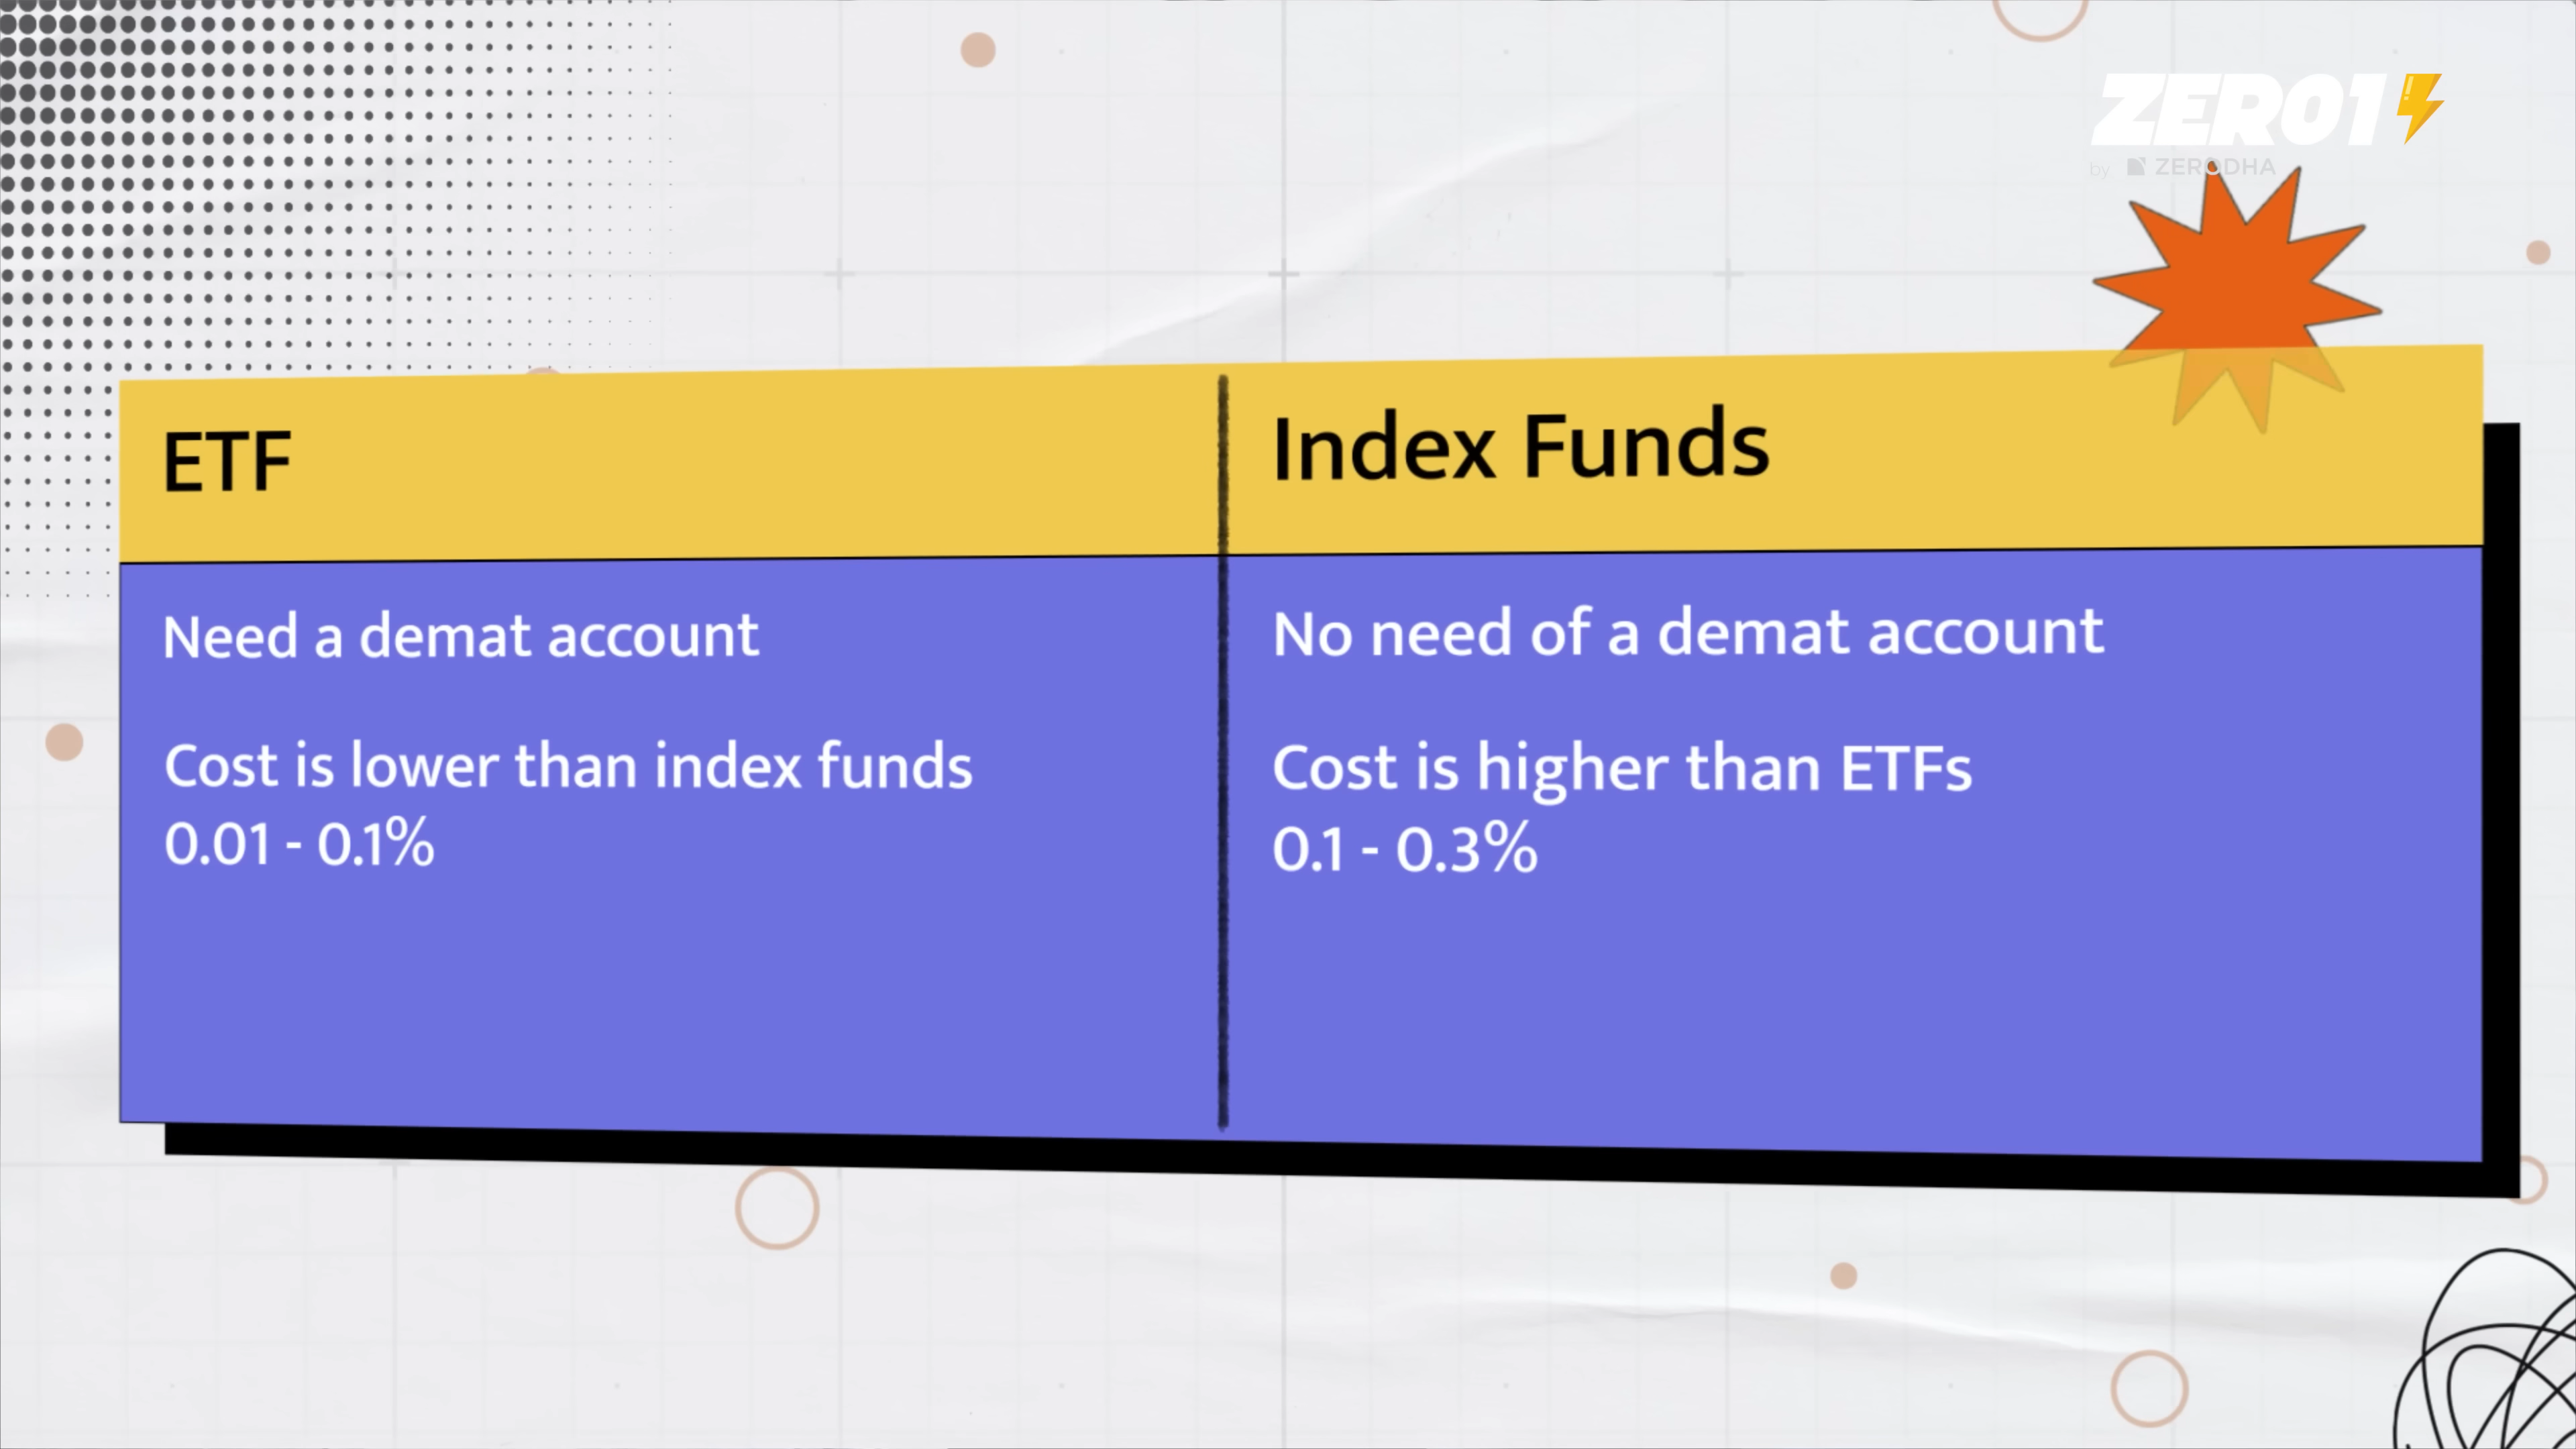 ZERO1
by ZERODHA
ETF
Index Funds
Need a demat account
No need of a demat account
Cost is lower than index funds
0.01 - 0.1%
Cost is higher than ETFs
0.1 - 0.3%